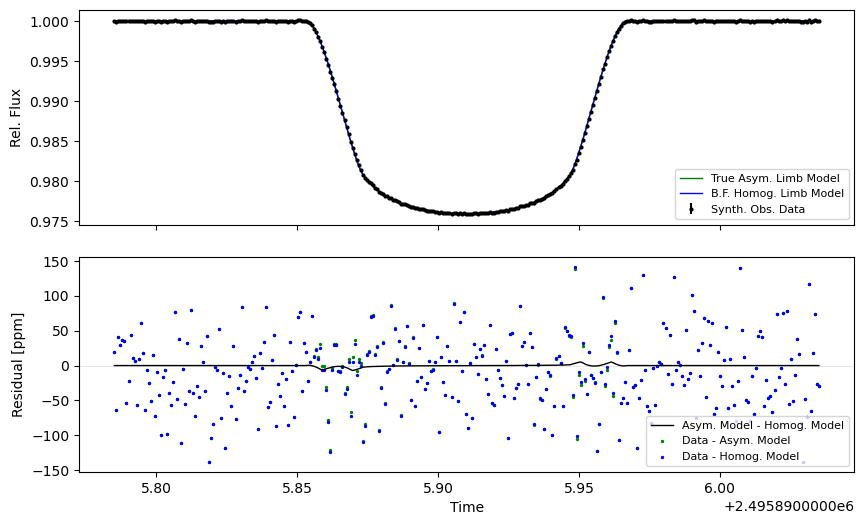 1.000
0.995
0.990
0.985
0.980
0.975
Rel. Flux
True Asym. Limb Model
B.F. Homog. Limb Model
Synth. Obs. Data
150
100
50
0
−50
−100
−150
Residual [ppm]
Asym. Model - Homog. Model
Data - Asym. Model
Data - Homog. Model
5.80
5.85
5.90
5.95
6.00
Time
+2.4958900000e6